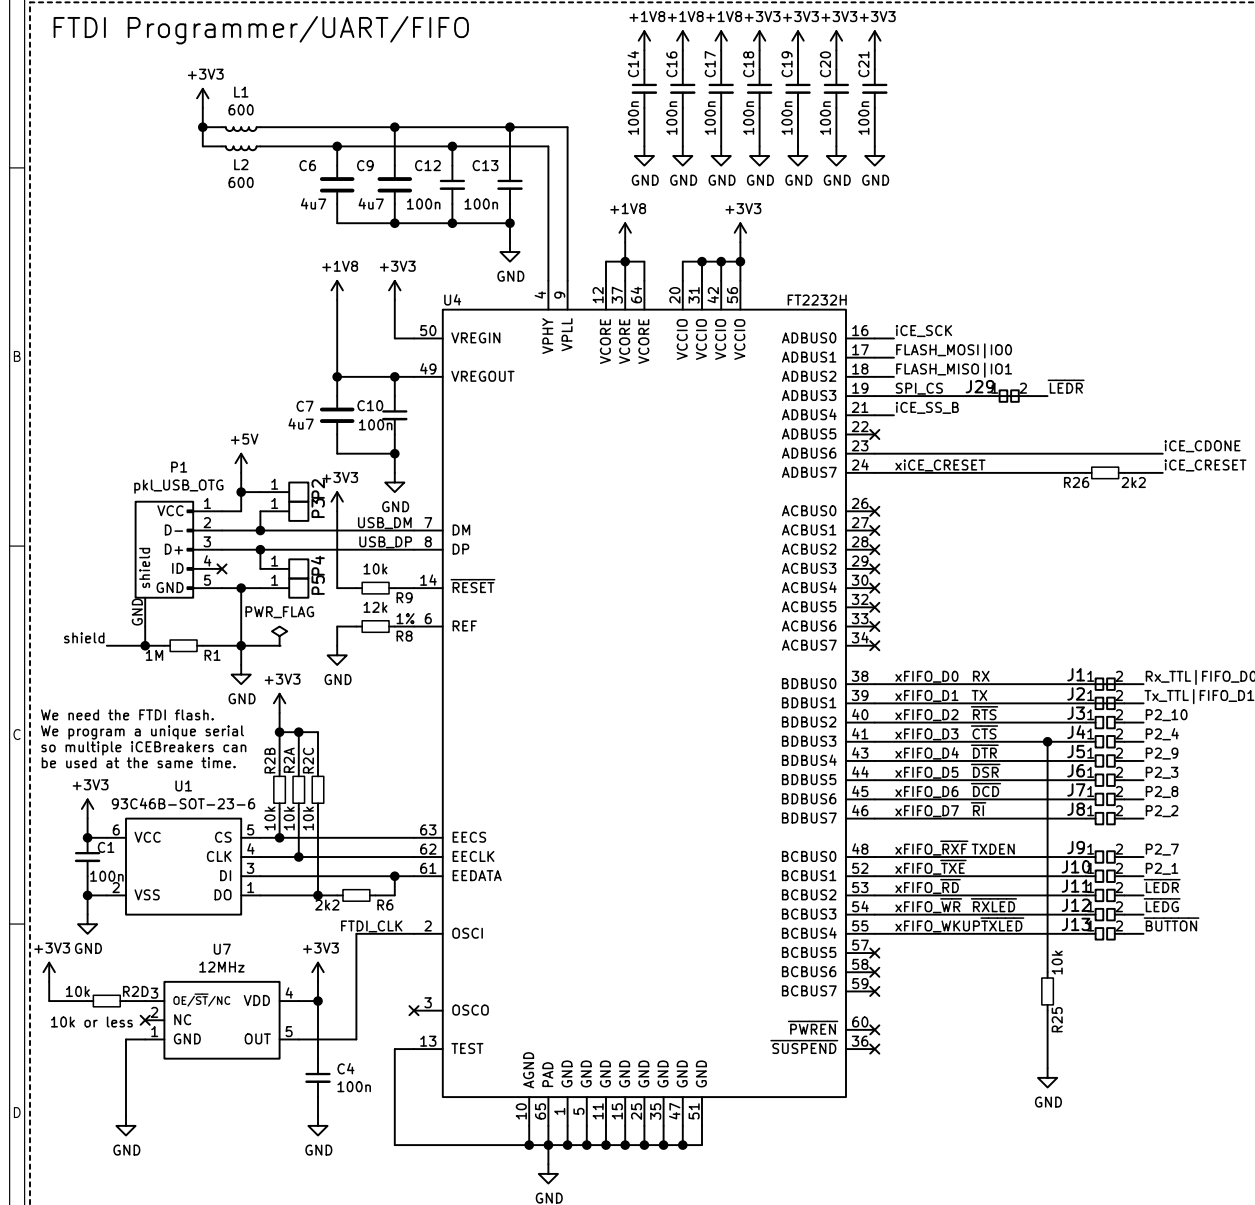 FTDI Programmer/UART/FIFO
+1V8 +1V8 +1V8 +3V3 +3V3 +3V3 +3V3
C14 C16 C17 C18 C19 C20 C21
100n 100n 100n 100n 100n 100n 100n
GND GND GND GND GND GND GND
+3V3
L1
600
L2
600
C6 C9 C12 C13
4u7 4u7 100n 100n
GND
+1V8 +3V3
+1V8 +3V3
4 9 12 37 64 20 31 42 56
U4 FT2232H
VPHY VPLL VCORE VCORE VCORE VCCIO VCCIO VCCIO VCCIO
50 VREGIN
49 VREGOUT
C7 C10
4u7 100n
GND
B
ADBUS0 16 iCE_SCK
ADBUS1 17 FLASH_MOSI|IO0
ADBUS2 18 FLASH_MISO|IO1
ADBUS3 19 SPI_CS J29 1 2 LEDR
ADBUS4 21 iCE_SS_B
ADBUS5 22
ADBUS6 23 iCE_CDONE
ADBUS7 24 xiCE_CRESET R26 2k2 iCE_CRESET
+5V
P1
pkl_USB_OTG
VCC 1
D- 2
D+ 3
ID 4
GND 5
shield
GND
1 P2
1 P3
1 P4
1 P5
+3V3
USB_DM 7 DM
USB_DP 8 DP
10k R9 14 RESET
12k 1% R8 6 REF
GND
PWR_FLAG
shield 1M R1
GND
ACBUS0 26
ACBUS1 27
ACBUS2 28
ACBUS3 29
ACBUS4 30
ACBUS5 32
ACBUS6 33
ACBUS7 34
C
We need the FTDI flash.
We program a unique serial
so multiple iCEBreakers can
be used at the same time.
+3V3
R2B R2A R2C
10k 10k 10k
BDBUS0 38 xFIFO_D0 RX J1 1 2 Rx_TTL|FIFO_D0
BDBUS1 39 xFIFO_D1 TX J2 1 2 Tx_TTL|FIFO_D1
BDBUS2 40 xFIFO_D2 RTS J3 1 2 P2_10
BDBUS3 41 xFIFO_D3 CTS J4 1 2 P2_4
BDBUS4 43 xFIFO_D4 DTR J5 1 2 P2_9
BDBUS5 44 xFIFO_D5 DSR J6 1 2 P2_3
BDBUS6 45 xFIFO_D6 DCD J7 1 2 P2_8
BDBUS7 46 xFIFO_D7 RI J8 1 2 P2_2
+3V3
U1
93C46B-SOT-23-6
6 VCC CS 5 63 EECS
CLK 4 62 EECLK
DI 3 61 EEDATA
2 VSS DO 1
C1
100n
2k2 R6
GND
BCBUS0 48 xFIFO_RXF TXDEN J9 1 2 P2_7
BCBUS1 52 xFIFO_TXE J10 1 2 P2_1
BCBUS2 53 xFIFO_RD J11 1 2 LEDR
BCBUS3 54 xFIFO_WR RXLED J12 1 2 LEDG
BCBUS4 55 xFIFO_WKUP TXLED J13 1 2 BUTTON
BCBUS5 57
BCBUS6 58
BCBUS7 59
PWREN 60
SUSPEND 36
10k
R25
GND
FTDI_CLK 2 OSCI
3 OSCO
13 TEST
+3V3
U7
12MHz
+3V3
10k R2D 3 OE/ST/NC VDD 4
10k or less 2 NC
1 GND OUT 5
C4
100n
GND
GND
D
AGND PAD GND GND GND GND GND GND GND GND
10 65 1 5 11 15 25 35 47 51
GND